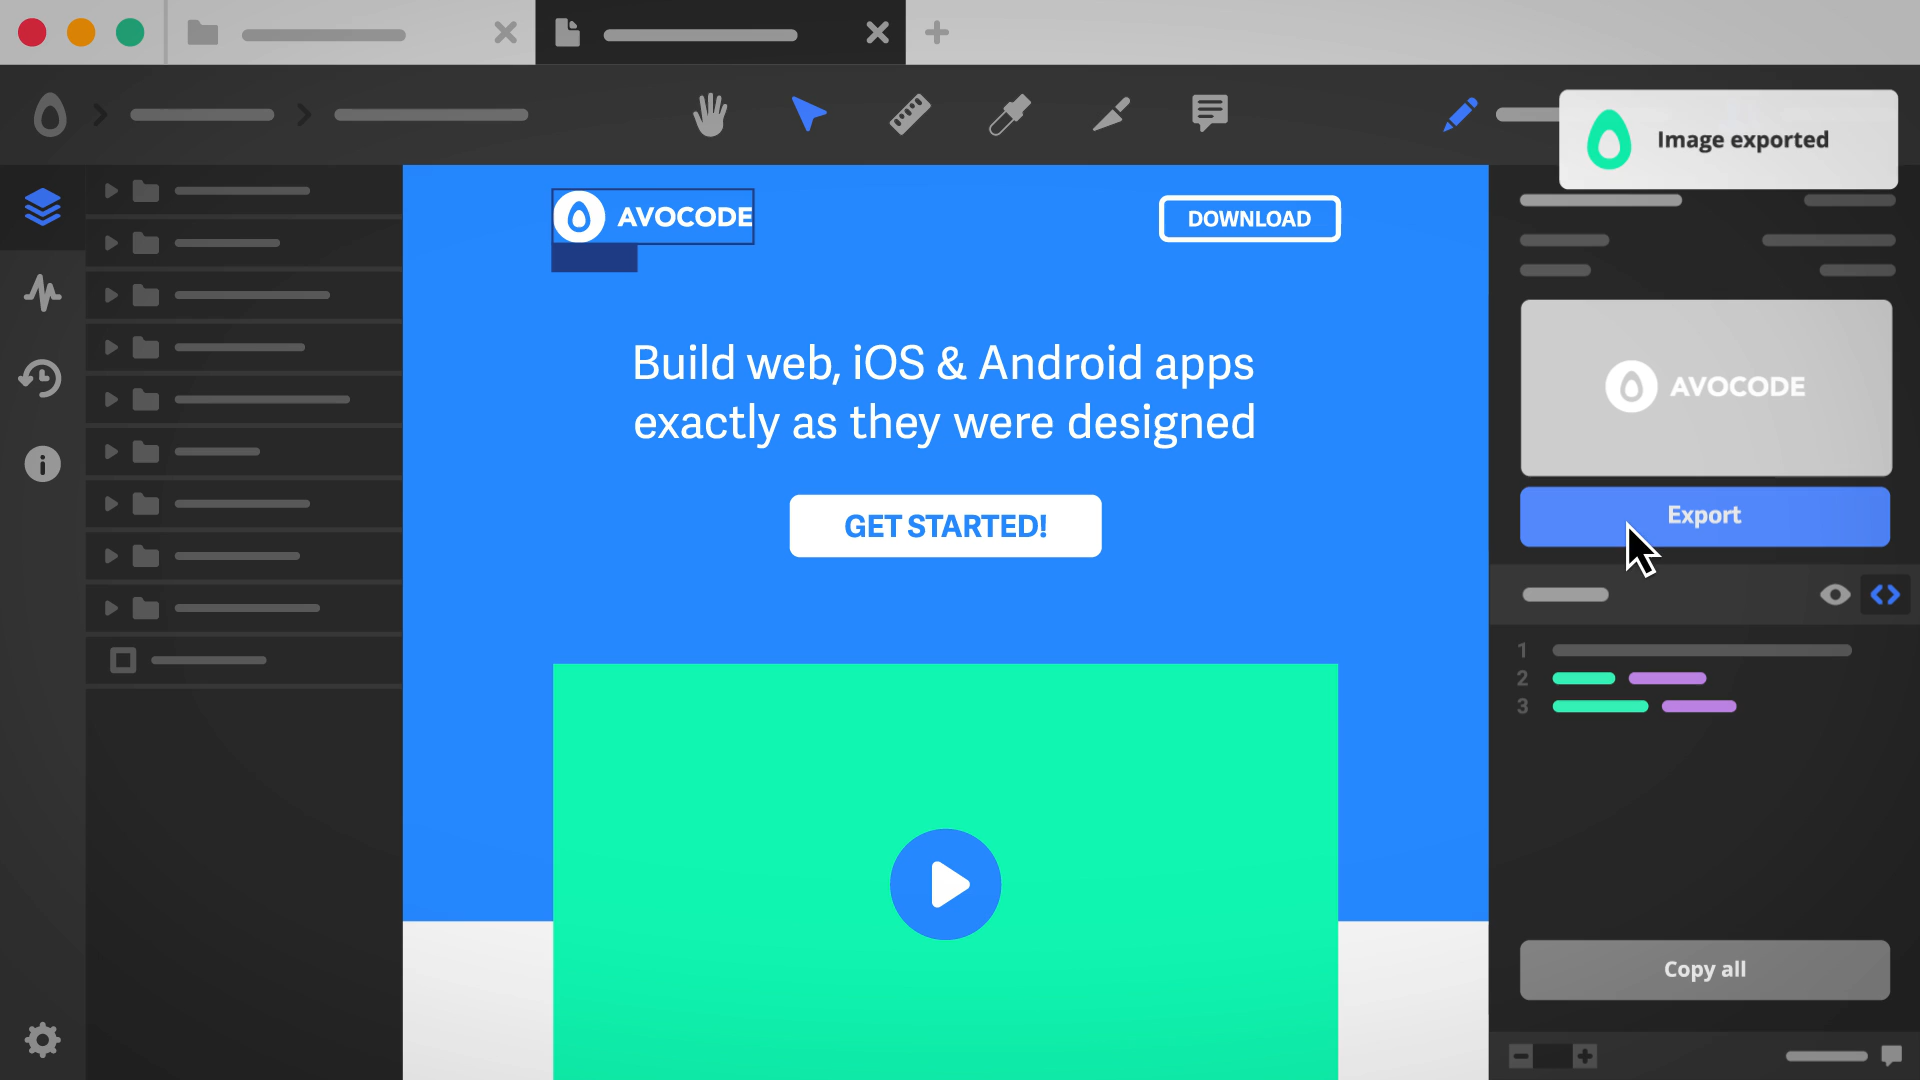 Image exported
AVOCODE
DOWNLOAD
Build web, iOS & Android apps
exactly as they were designed
GET STARTED!
AVOCODE
Export
1
2
3
Copy all